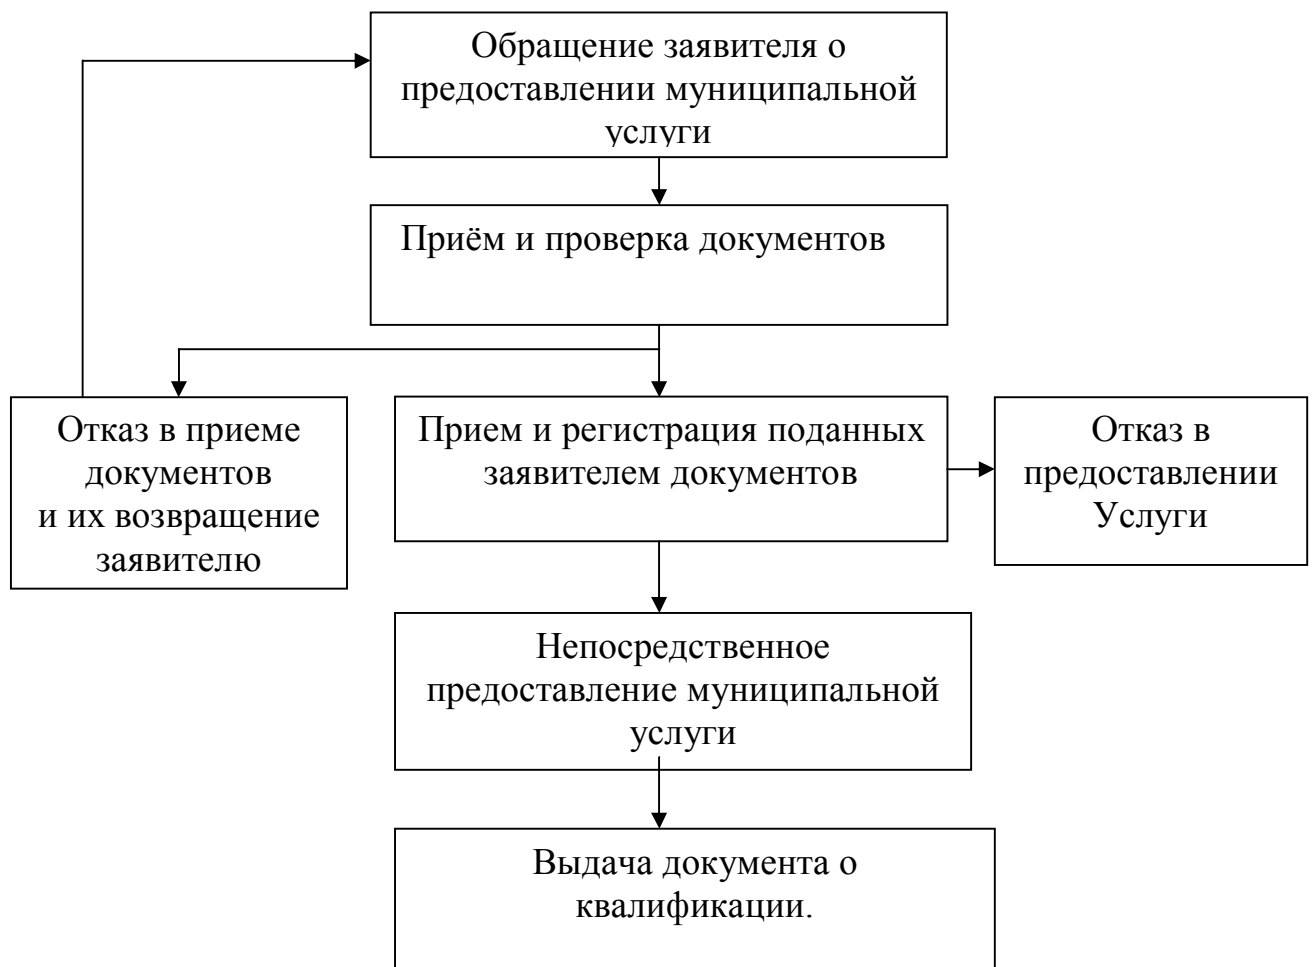 Обращение заявителя о
предоставлении муниципальной
услуги
Приём и проверка документов
Отказ в приеме
документов
и их возвращение
заявителю
Прием и регистрация поданных
заявителем документов
Отказ в
предоставлении
Услуги
Непосредственное
предоставление муниципальной
услуги
Выдача документа о
квалификации.